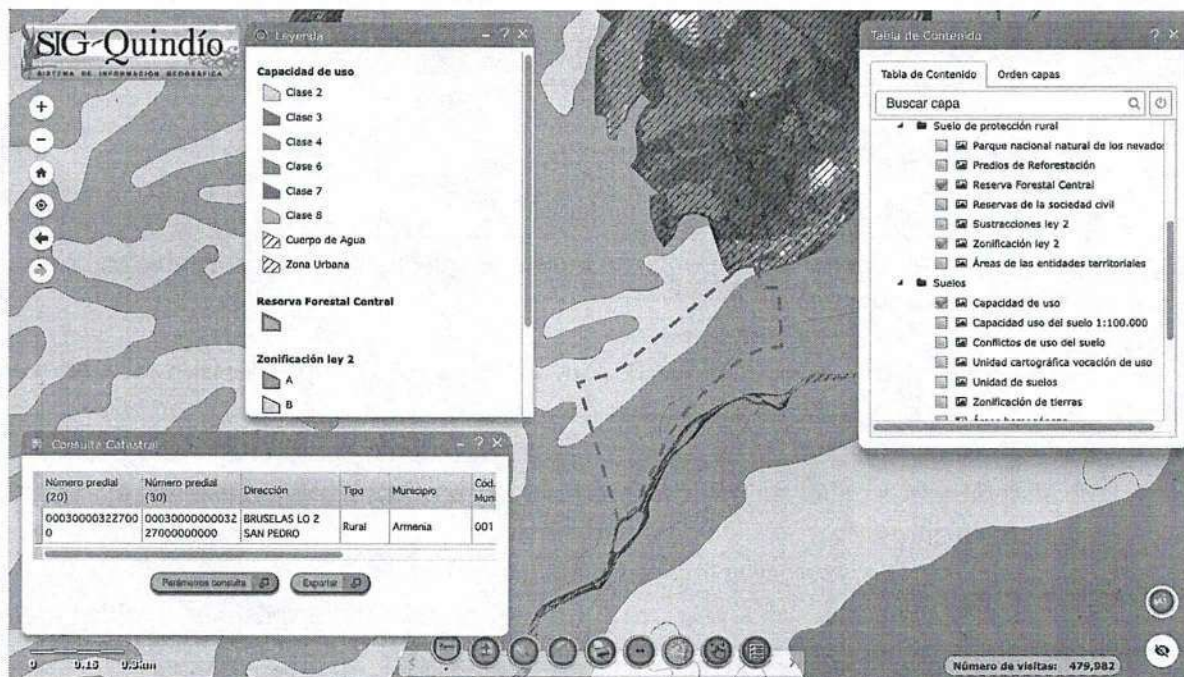 SIG-Quindío
SISTEMA DE INFORMACIÓN GEOGRÁFICA
Leyenda
Capacidad de uso
Clase 2
Clase 3
Clase 4
Clase 6
Clase 7
Clase 8
Cuerpo de Agua
Zona Urbana
Reserva Forestal Central
Zonificación ley 2
A
B
Tabla de Contenido
Tabla de Contenido
Orden capas
Buscar capa
Suelo de protección rural
Parque nacional natural de los nevados
Predios de Reforestación
Reserva Forestal Central
Reservas de la sociedad civil
Sustracciones ley 2
Zonificación ley 2
Áreas de las entidades territoriales
Suelos
Capacidad de uso
Capacidad uso del suelo 1:100.000
Conflictos de uso del suelo
Unidad cartográfica vocación de uso
Unidad de suelos
Zonificación de tierras
Consulta Catastral
Número predial (20) Número predial (30) Dirección Tipo Municipio Cód. Muni
00030000322700 00030000000032 BRUSELAS LO 2 Rural Armenia 001
0 27000000000 SAN PEDRO
Parámetros consulta Exportar
0 0.15 0.3km
Número de visitas: 479,982